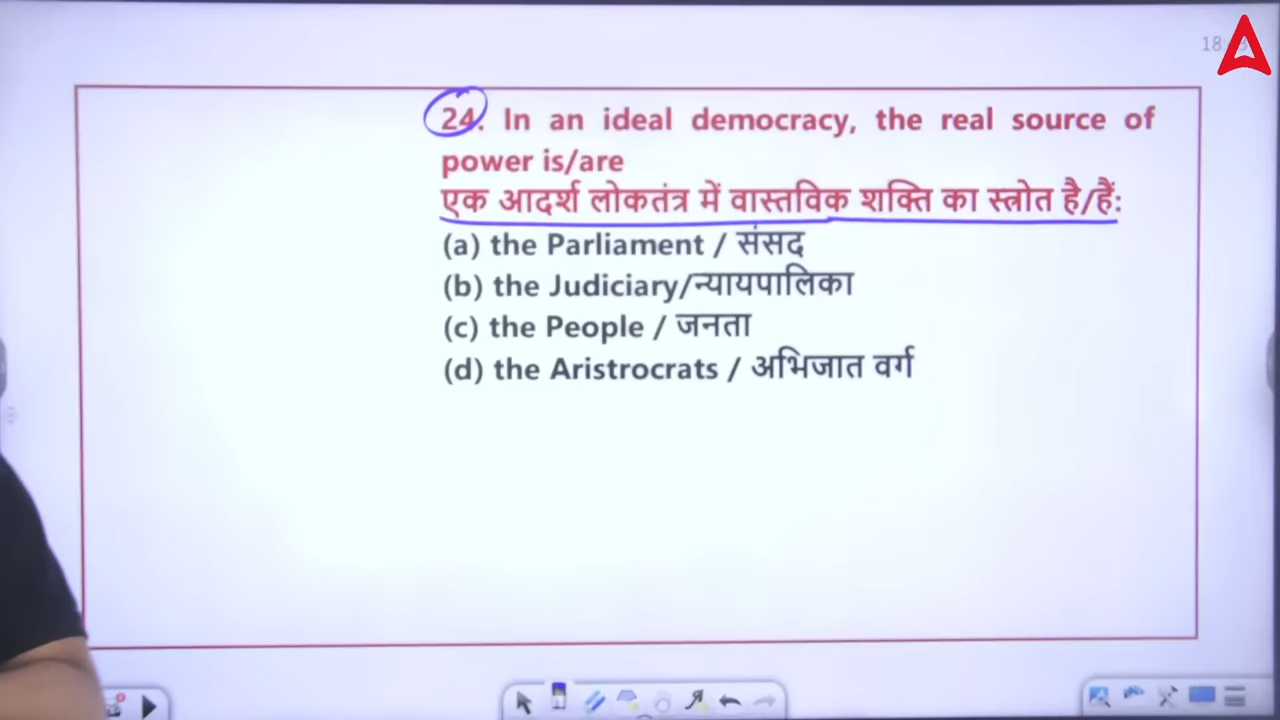 24. In an ideal democracy, the real source of
power is/are
एक आदर्श लोकतंत्र में वास्तविक शक्ति का स्त्रोत है/हैं:
(a) the Parliament / संसद
(b) the Judiciary/न्यायपालिका
(c) the People / जनता
(d) the Aristrocrats / अभिजात वर्ग